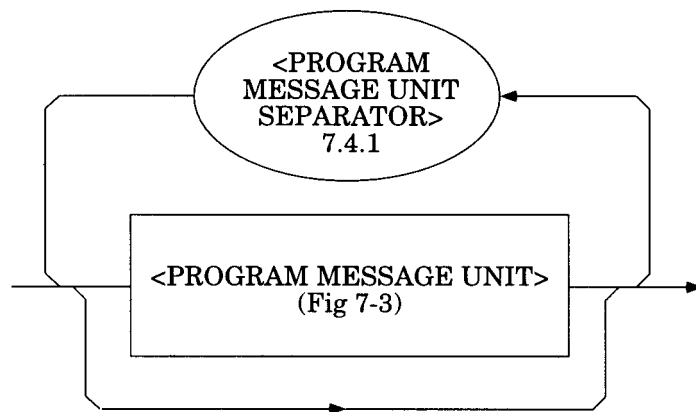 <PROGRAM
MESSAGE UNIT
SEPARATOR>
7.4.1
<PROGRAM MESSAGE UNIT>
(Fig 7-3)